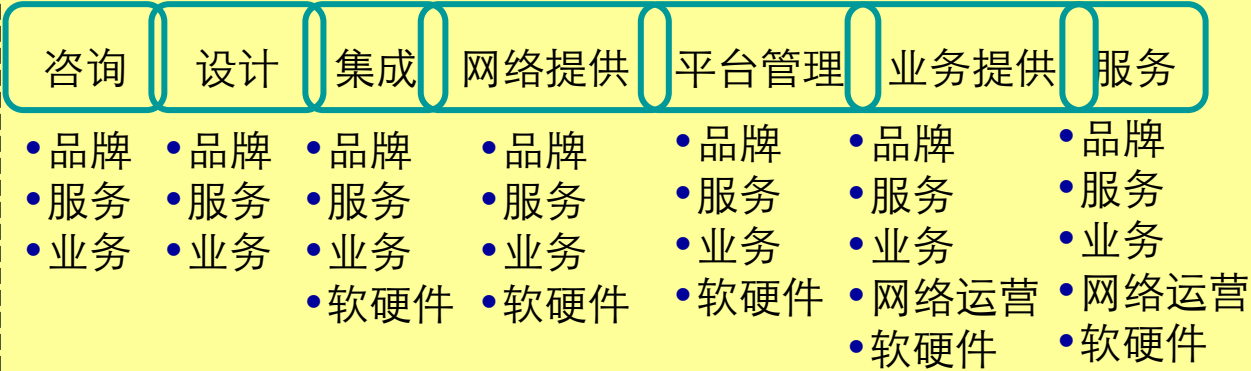 咨询
设计
集成
网络提供
平台管理
业务提供
服务
•品牌
•服务
•业务
•品牌
•服务
•业务
•品牌
•服务
•业务
•软硬件
•品牌
•服务
•业务
•软硬件
•品牌
•服务
•业务
•软硬件
•品牌
•服务
•业务
•网络运营
•软硬件
•品牌
•服务
•业务
•网络运营
•软硬件